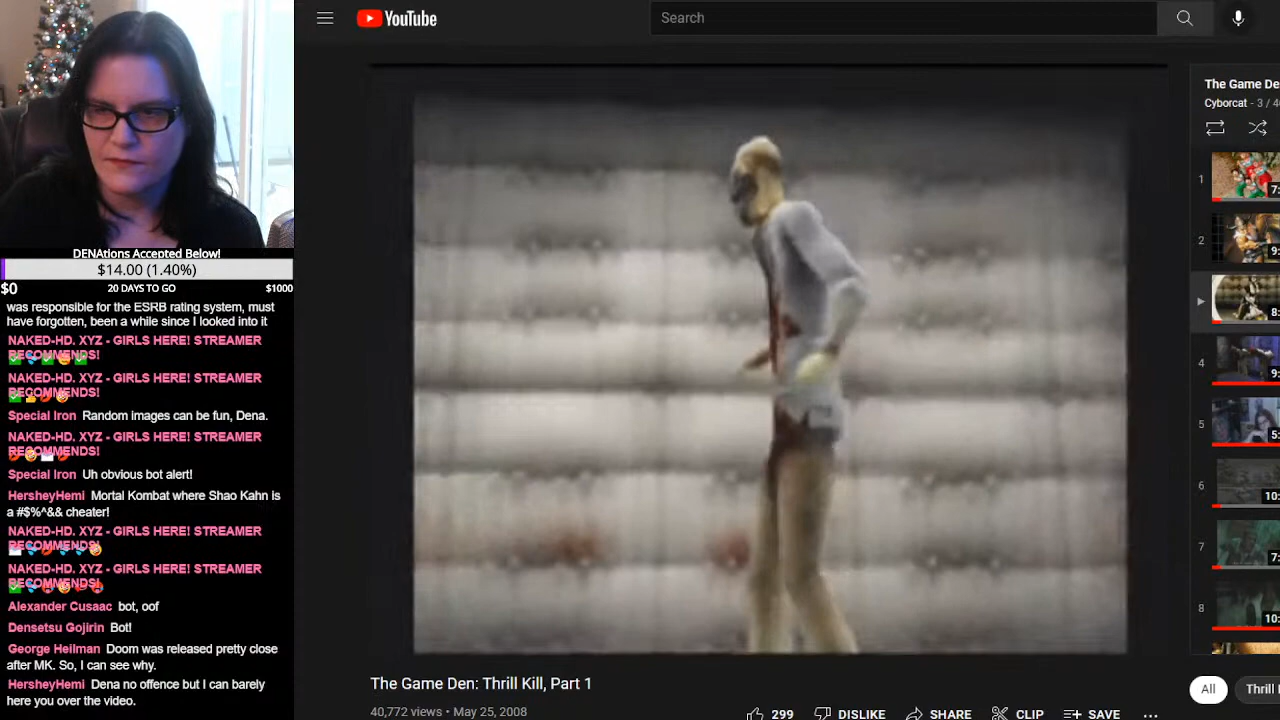 YouTube
Search
DENAtions Accepted Below!
$14.00 (1.40%)
$0
20 DAYS TO GO
$1000
was responsible for the ESRB rating system, must
have forgotten, been a while since I looked into it
NAKED-HD. XYZ - GIRLS HERE! STREAMER
RECOMMENDS!
NAKED-HD. XYZ - GIRLS HERE! STREAMER
RECOMMENDS!
Special Iron Random images can be fun, Dena.
NAKED-HD. XYZ - GIRLS HERE! STREAMER
RECOMMENDS!
Special Iron Uh obvious bot alert!
HersheyHemi Mortal Kombat where Shao Kahn is
a #$%^&& cheater!
NAKED-HD. XYZ - GIRLS HERE! STREAMER
RECOMMENDS!
NAKED-HD. XYZ - GIRLS HERE! STREAMER
RECOMMENDS!
Alexander Cusaac bot, oof
Densetsu Gojirin Bot!
George Heilman Doom was released pretty close
after MK. So, I can see why.
HersheyHemi Dena no offence but I can barely
here you over the video.
The Game Den: Thrill Kill, Part 1
40,772 views • May 25, 2008
299
DISLIKE
SHARE
CLIP
SAVE
The Game De
Cyborcat - 3 / 4
1
7:
2
9:
8:
4
9:
5
5:
6
10:
7
7:
8
10:
All
Thrill